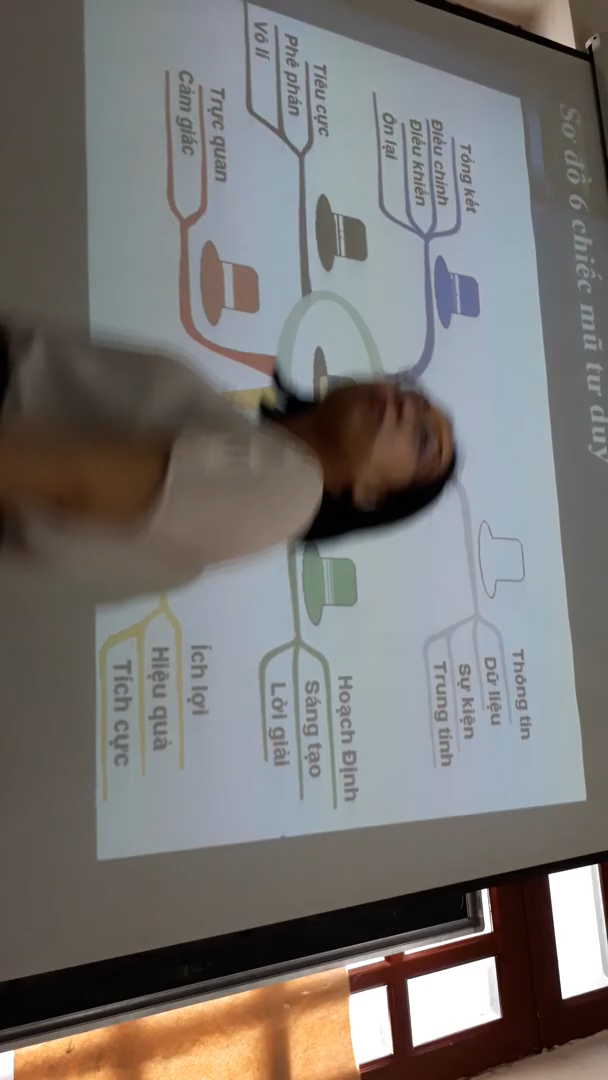 Sơ đồ 6 chiếc mũ tư duy
Tổng kết
Điều chỉnh
Điều khiển
Ôn lại
Tiêu cực
Phê phán
Vô lí
Trực quan
Cảm giác
Thông tin
Dữ liệu
Sự kiện
Trung tính
Hoạch Định
Sáng tạo
Lời giải
Ích lợi
Hiệu quả
Tích cực